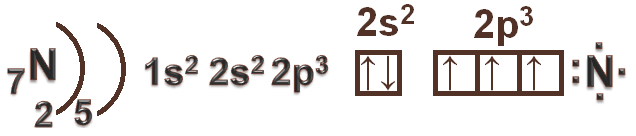 2s² 2p³
₇N 1s² 2s² 2p³ ↑↓ ↑ ↑ ↑ :N·
2 5